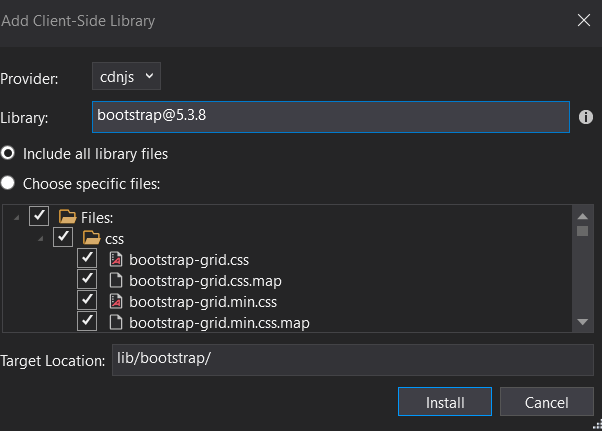 Add Client-Side Library
Provider: cdnjs
Library: bootstrap@5.3.8
Include all library files
Choose specific files:
Files:
css
bootstrap-grid.css
bootstrap-grid.css.map
bootstrap-grid.min.css
bootstrap-grid.min.css.map
Target Location: lib/bootstrap/
Install Cancel